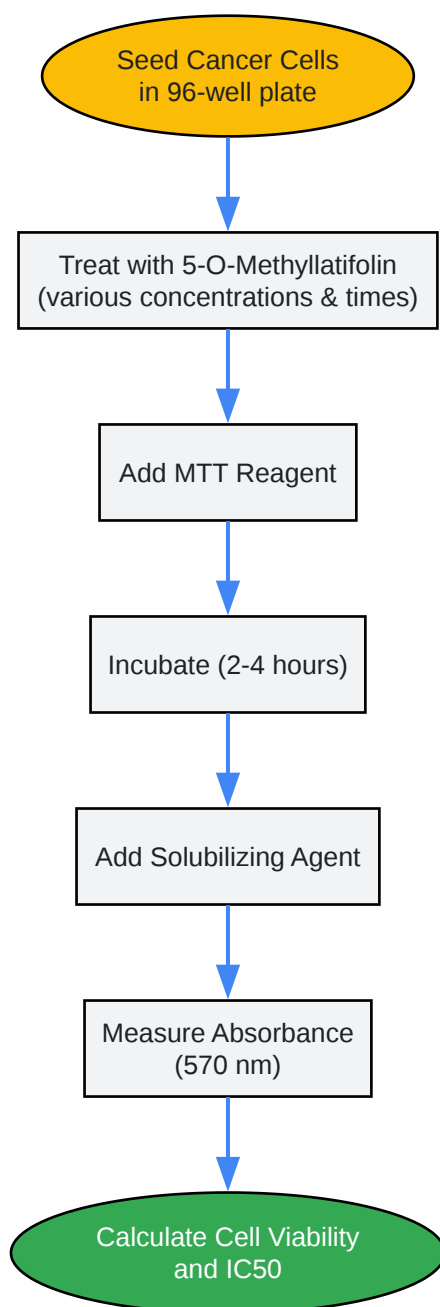 Seed Cancer Cells
in 96-well plate
Treat with 5-O-Methyllatifolin
(various concentrations & times)
Add MTT Reagent
Incubate (2-4 hours)
Add Solubilizing Agent
Measure Absorbance
(570 nm)
Calculate Cell Viability
and IC50